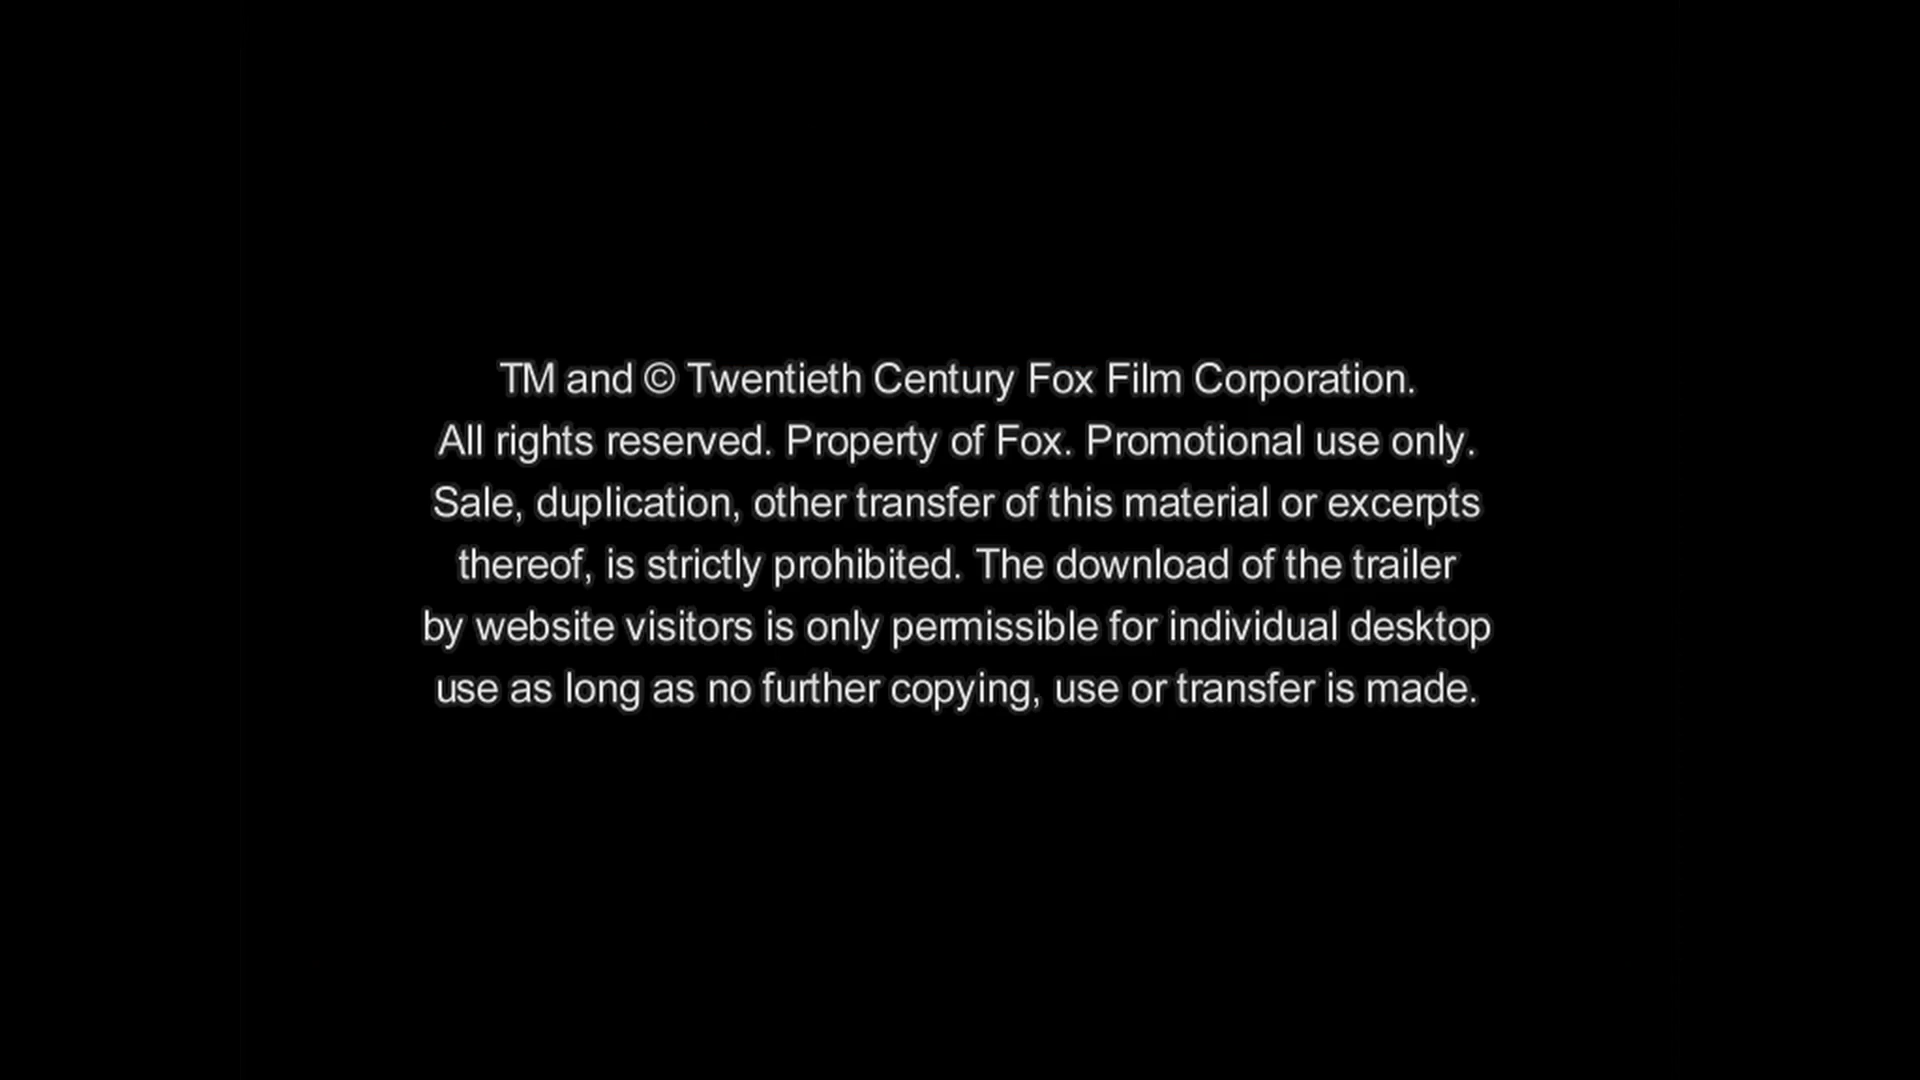 TM and © Twentieth Century Fox Film Corporation.
All rights reserved. Property of Fox. Promotional use only.
Sale, duplication, other transfer of this material or excerpts
thereof, is strictly prohibited. The download of the trailer
by website visitors is only permissible for individual desktop
use as long as no further copying, use or transfer is made.